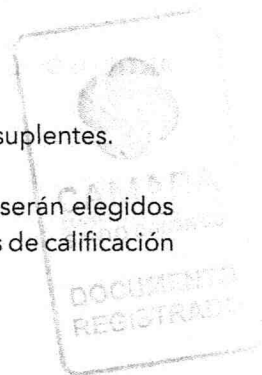 suplentes.
serán elegidos
CAMARA
s de calificación
DOCUMENTO
REGISTRADO